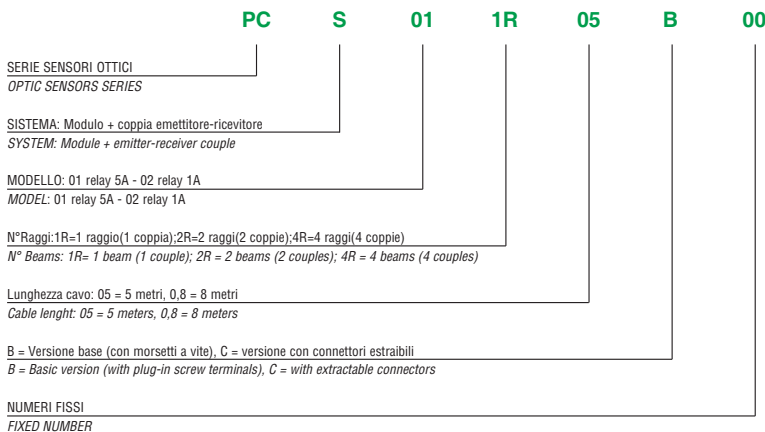 PC S 01 1R 05 B 00
SERIE SENSORI OTTICI
OPTIC SENSORS SERIES
SISTEMA: Modulo + coppia emettitore-ricevitore
SYSTEM: Module + emitter-receiver couple
MODELLO: 01 relay 5A - 02 relay 1A
MODEL: 01 relay 5A - 02 relay 1A
N°Raggi:1R=1 raggio(1 coppia);2R=2 raggi(2 coppie);4R=4 raggi(4 coppie)
N° Beams: 1R= 1 beam (1 couple); 2R = 2 beams (2 couples); 4R = 4 beams (4 couples)
Lunghezza cavo: 05 = 5 metri, 0,8 = 8 metri
Cable lenght: 05 = 5 meters, 0,8 = 8 meters
B = Versione base (con morsetti a vite), C = versione con connettori estraibili
B = Basic version (with plug-in screw terminals), C = with extractable connectors
NUMERI FISSI
FIXED NUMBER